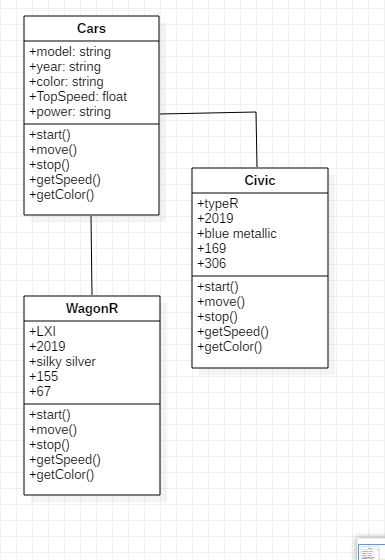 Cars
+model: string
+year: string
+color: string
+TopSpeed: float
+power: string
+start()
+move()
+stop()
+getSpeed()
+getColor()
Civic
+typeR
+2019
+blue metallic
+169
+306
+start()
+move()
+stop()
+getSpeed()
+getColor()
WagonR
+LXI
+2019
+silky silver
+155
+67
+start()
+move()
+stop()
+getSpeed()
+getColor()